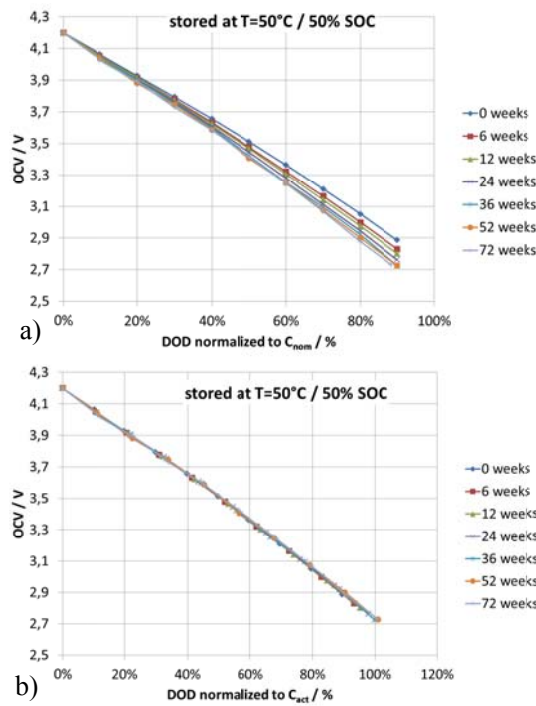 stored at T=50°C / 50% SOC
4,3
4,1
3,9
3,7
3,5
3,3
3,1
2,9
2,7
2,5
OCV / V
0% 20% 40% 60% 80% 100%
DOD normalized to Cnom / %
0 weeks
6 weeks
12 weeks
24 weeks
36 weeks
52 weeks
72 weeks
a)
stored at T=50°C / 50% SOC
4,3
4,1
3,9
3,7
3,5
3,3
3,1
2,9
2,7
2,5
OCV / V
0% 20% 40% 60% 80% 100% 120%
DOD normalized to Cact / %
0 weeks
6 weeks
12 weeks
24 weeks
36 weeks
52 weeks
72 weeks
b)